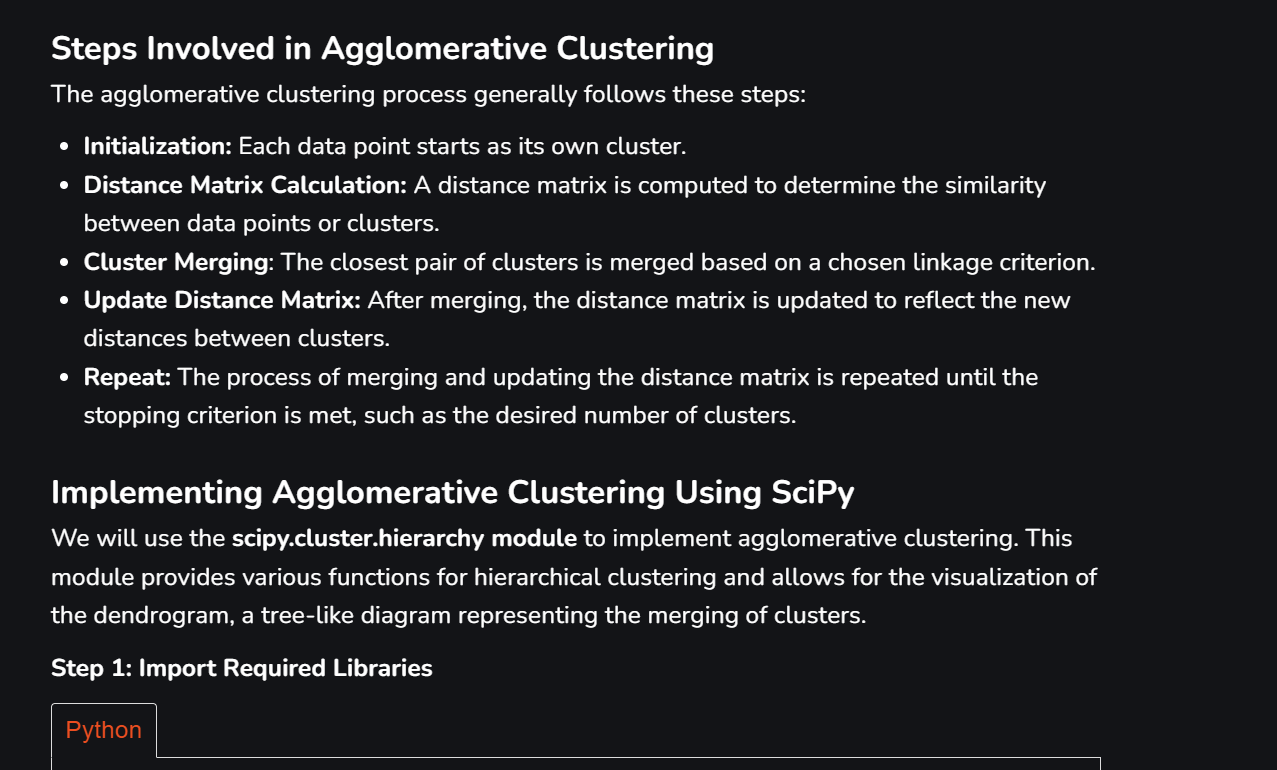 Steps Involved in Agglomerative Clustering
The agglomerative clustering process generally follows these steps:
• Initialization: Each data point starts as its own cluster.
• Distance Matrix Calculation: A distance matrix is computed to determine the similarity
between data points or clusters.
• Cluster Merging: The closest pair of clusters is merged based on a chosen linkage criterion.
• Update Distance Matrix: After merging, the distance matrix is updated to reflect the new
distances between clusters.
• Repeat: The process of merging and updating the distance matrix is repeated until the
stopping criterion is met, such as the desired number of clusters.
Implementing Agglomerative Clustering Using SciPy
We will use the scipy.cluster.hierarchy module to implement agglomerative clustering. This
module provides various functions for hierarchical clustering and allows for the visualization of
the dendrogram, a tree-like diagram representing the merging of clusters.
Step 1: Import Required Libraries
Python